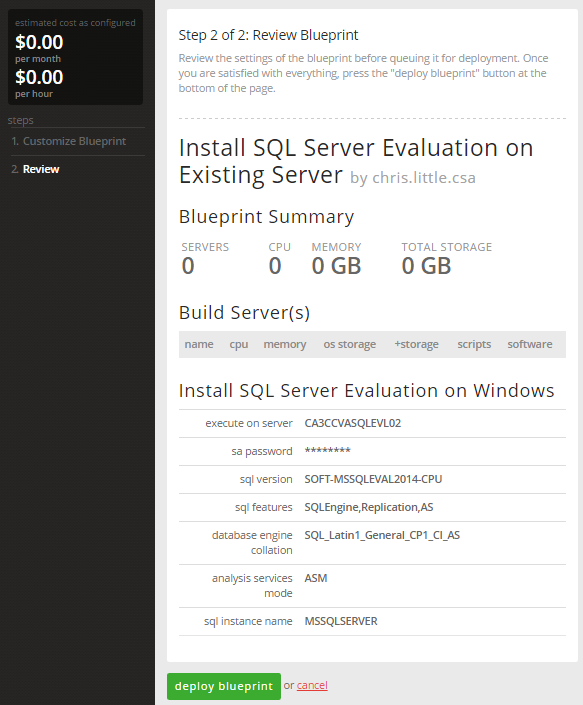 estimated cost as configured
$0.00
per month
$0.00
per hour
steps
1. Customize Blueprint
2. Review
Step 2 of 2: Review Blueprint
Review the settings of the blueprint before queuing it for deployment. Once
you are satisfied with everything, press the "deploy blueprint" button at the
bottom of the page.
Install SQL Server Evaluation on
Existing Server by chris.little.csa
Blueprint Summary
SERVERS CPU MEMORY TOTAL STORAGE
0 0 0 GB 0 GB
Build Server(s)
name cpu memory os storage +storage scripts software
Install SQL Server Evaluation on Windows
execute on server CA3CCVASQLEVL02
sa password ********
sql version SOFT-MSSQLEVAL2014-CPU
sql features SQLEngine,Replication,AS
database engine SQL_Latin1_General_CP1_CI_AS
collation
analysis services ASM
mode
sql instance name MSSQLSERVER
deploy blueprint or cancel